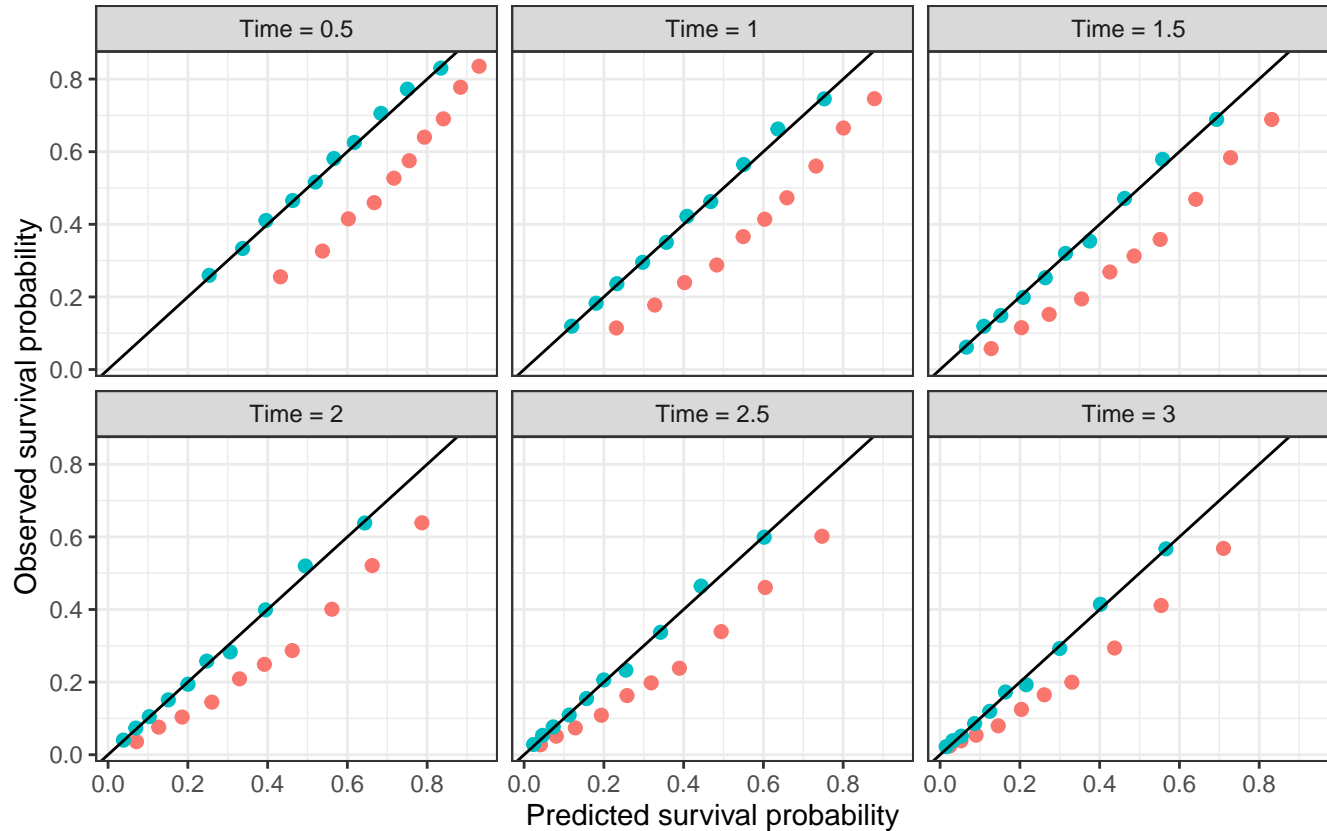 Time = 0.5
Time = 1
Time = 1.5
0.8
0.6
0.4
0.2
0.0
Time = 2
Time = 2.5
Time = 3
0.8
0.6
0.4
0.2
0.0
0.0 0.2 0.4 0.6 0.8
0.0 0.2 0.4 0.6 0.8
0.0 0.2 0.4 0.6 0.8
Predicted survival probability
Observed survival probability